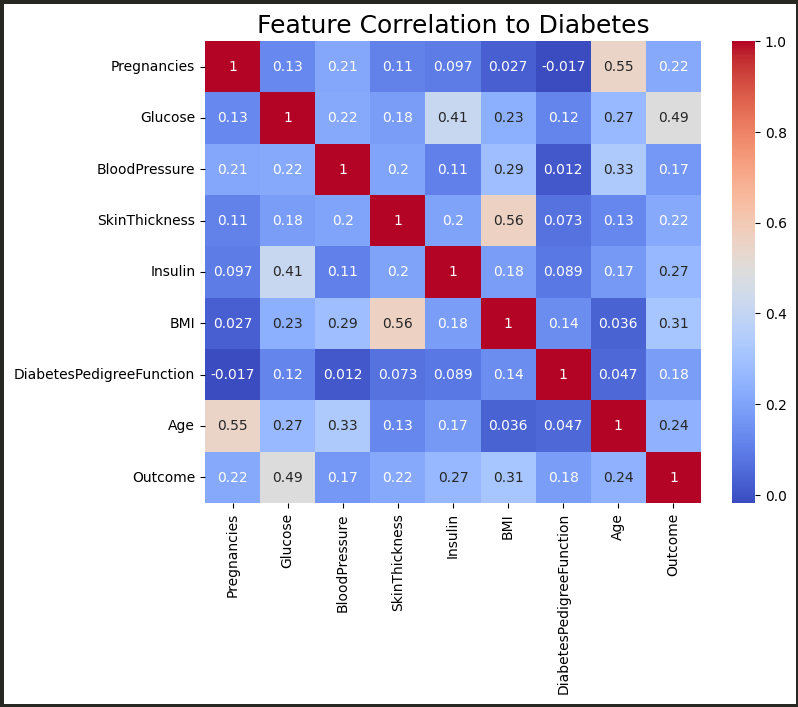 Feature Correlation to Diabetes
Pregnancies 1 0.13 0.21 0.11 0.097 0.027 -0.017 0.55 0.22
Glucose 0.13 1 0.22 0.18 0.41 0.23 0.12 0.27 0.49
BloodPressure 0.21 0.22 1 0.2 0.11 0.29 0.012 0.33 0.17
SkinThickness 0.11 0.18 0.2 1 0.2 0.56 0.073 0.13 0.22
Insulin 0.097 0.41 0.11 0.2 1 0.18 0.089 0.17 0.27
BMI 0.027 0.23 0.29 0.56 0.18 1 0.14 0.036 0.31
DiabetesPedigreeFunction -0.017 0.12 0.012 0.073 0.089 0.14 1 0.047 0.18
Age 0.55 0.27 0.33 0.13 0.17 0.036 0.047 1 0.24
Outcome 0.22 0.49 0.17 0.22 0.27 0.31 0.18 0.24 1
Pregnancies
Glucose
BloodPressure
SkinThickness
Insulin
BMI
DiabetesPedigreeFunction
Age
Outcome
1.0
0.8
0.6
0.4
0.2
0.0